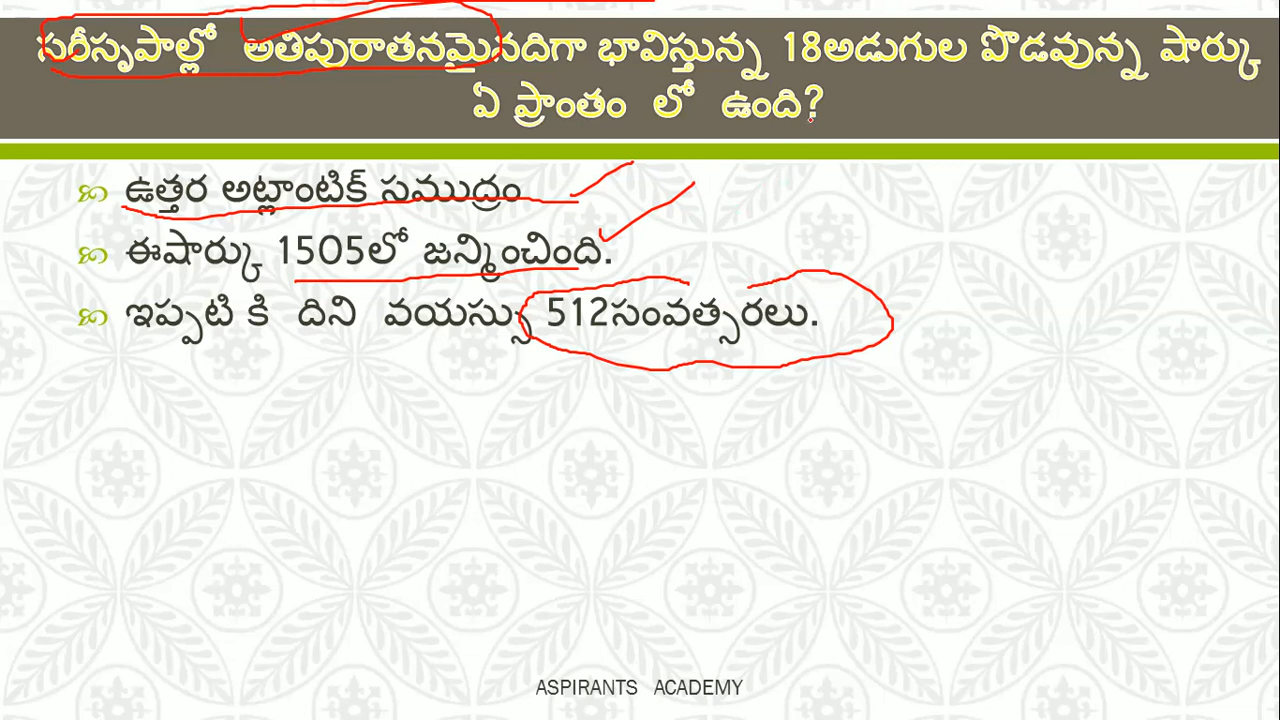 సరీసృపాల్లో అతిపురాతనమైనదిగా భావిస్తున్న 18అడుగుల పొడవున్న షార్కు
ఏ ప్రాంతం లో ఉంది?
ఉత్తర అట్లాంటిక్ సముద్రం
ఈషార్కు 1505లో జన్మించింది.
ఇప్పటి కి దిని వయస్సు 512సంవత్సరలు.
ASPIRANTS ACADEMY